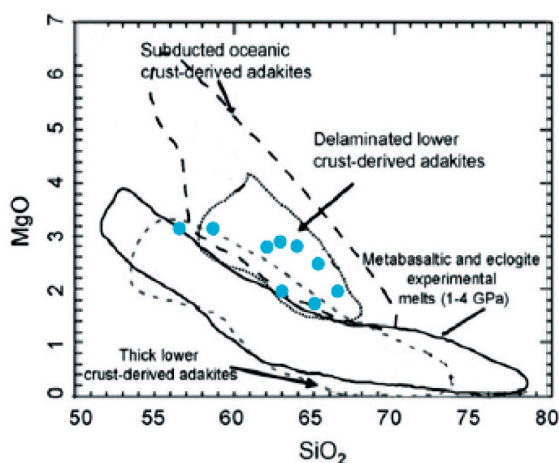 7
6
5
4
3
2
1
0
MgO
Subducted oceanic
crust-derived adakites
Delaminated lower
crust-derived adakites
Metabasaltic and eclogite
experimental
melts (1-4 GPa)
Thick lower
crust-derived adakites
50 55 60 65 70 75 80
SiO₂